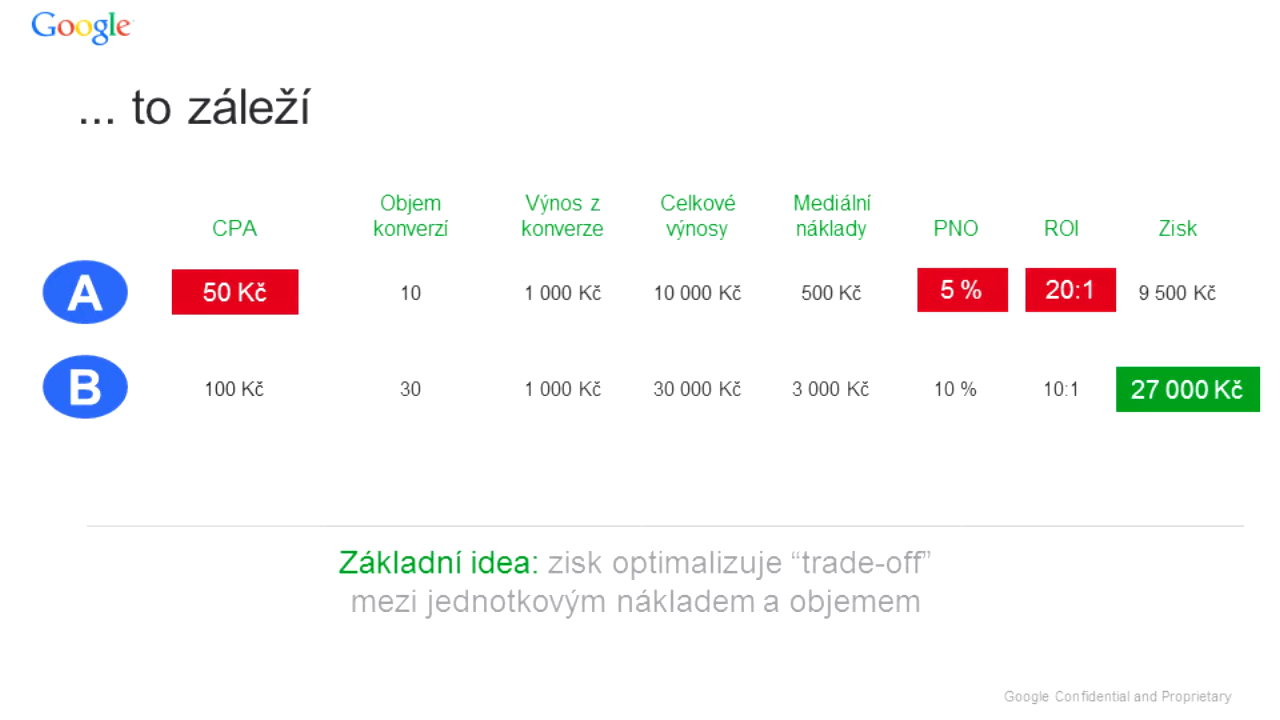 Google
... to záleží
CPA Objem konverzí Výnos z konverze Celkové výnosy Mediální náklady PNO ROI Zisk
A 50 Kč 10 1 000 Kč 10 000 Kč 500 Kč 5 % 20:1 9 500 Kč
B 100 Kč 30 1 000 Kč 30 000 Kč 3 000 Kč 10 % 10:1 27 000 Kč
Základní idea: zisk optimalizuje “trade-off”
mezi jednotkovým nákladem a objemem
Google Confidential and Proprietary